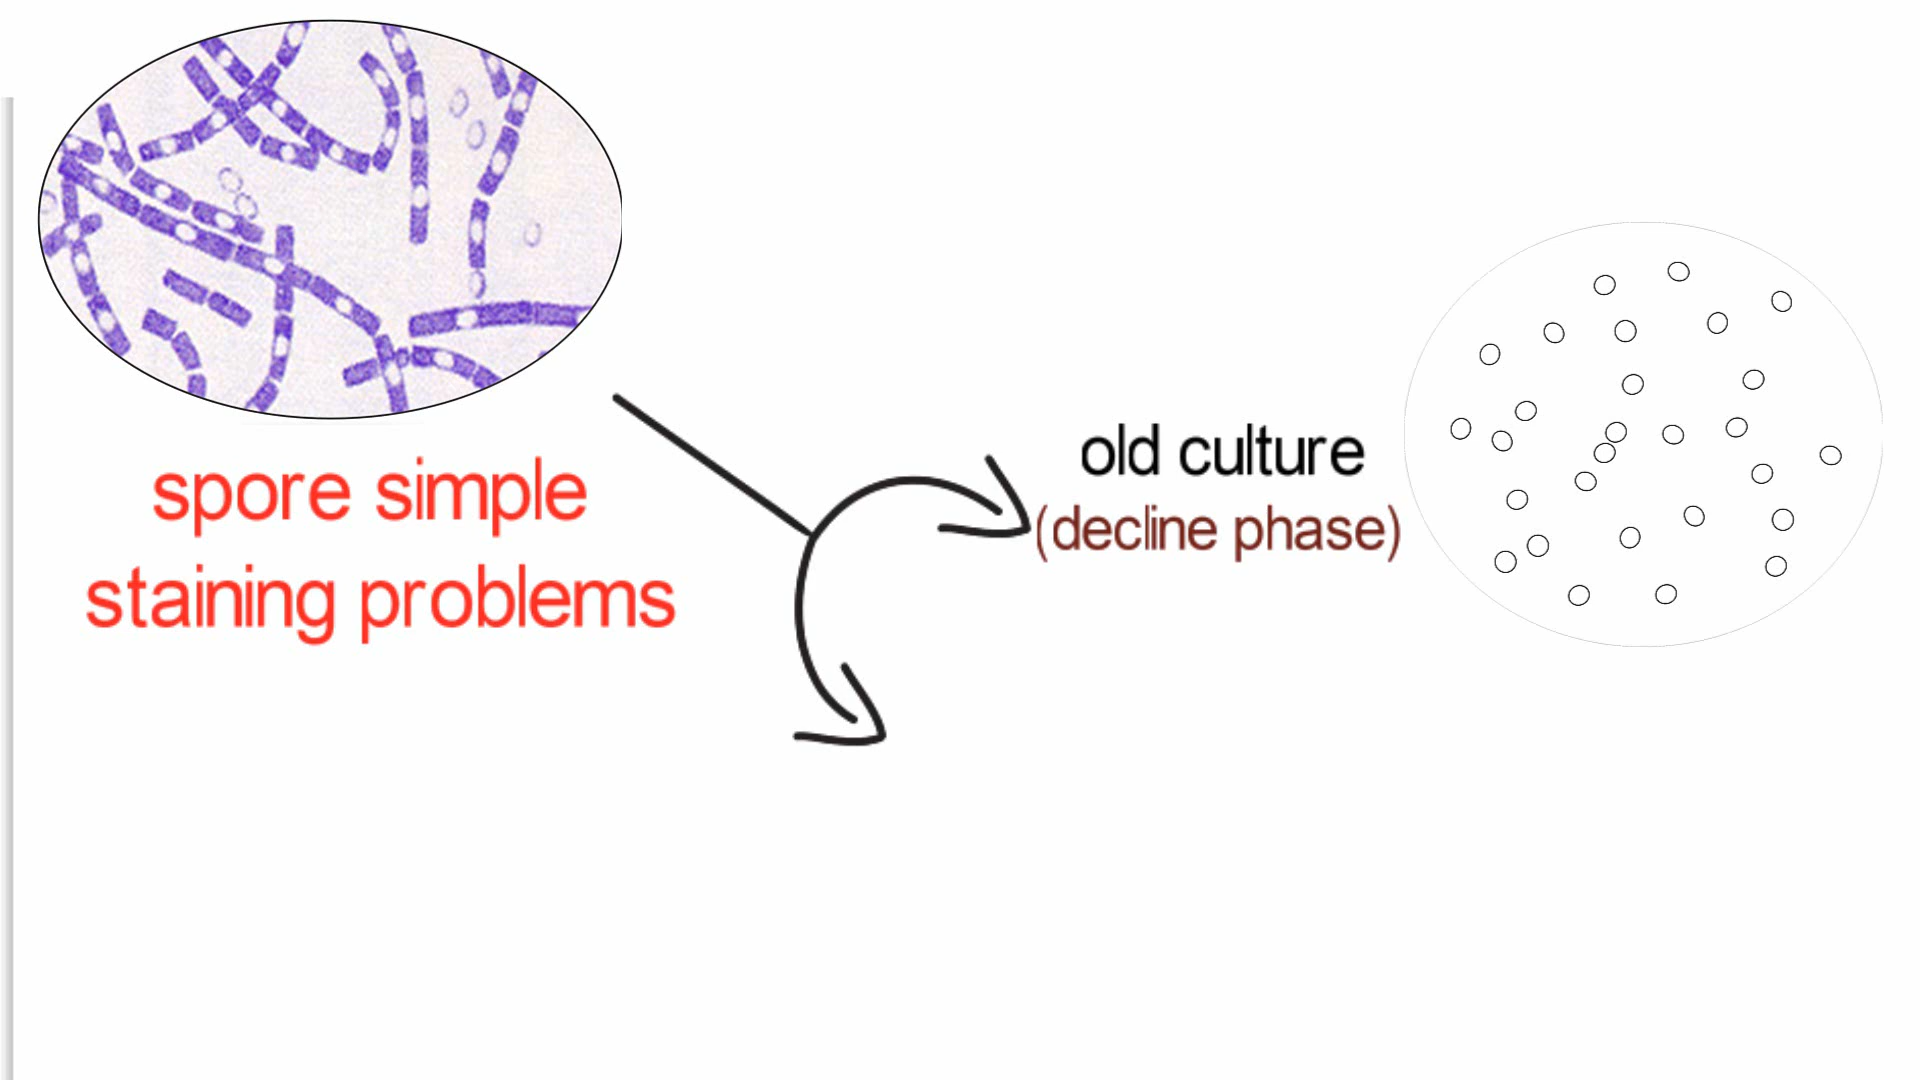 spore simple
staining problems
old culture
(decline phase)